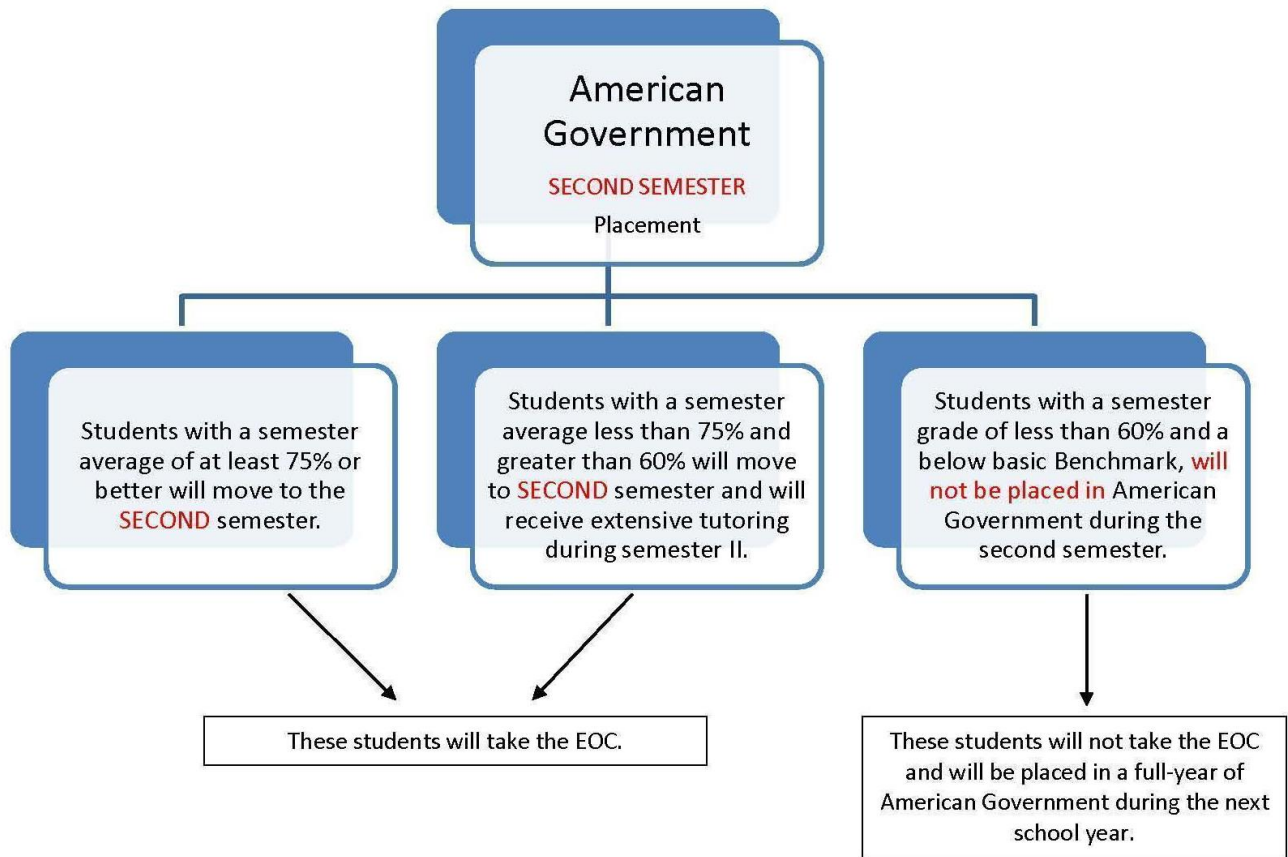 American
Government
SECOND SEMESTER
Placement
Students with a semester
average of at least 75% or
better will move to the
SECOND semester.
Students with a semester
average less than 75% and
greater than 60% will move
to SECOND semester and will
receive extensive tutoring
during semester II.
Students with a semester
grade of less than 60% and a
below basic Benchmark, will
not be placed in American
Government during the
second semester.
These students will take the EOC.
These students will not take the EOC
and will be placed in a full-year of
American Government during the next
school year.